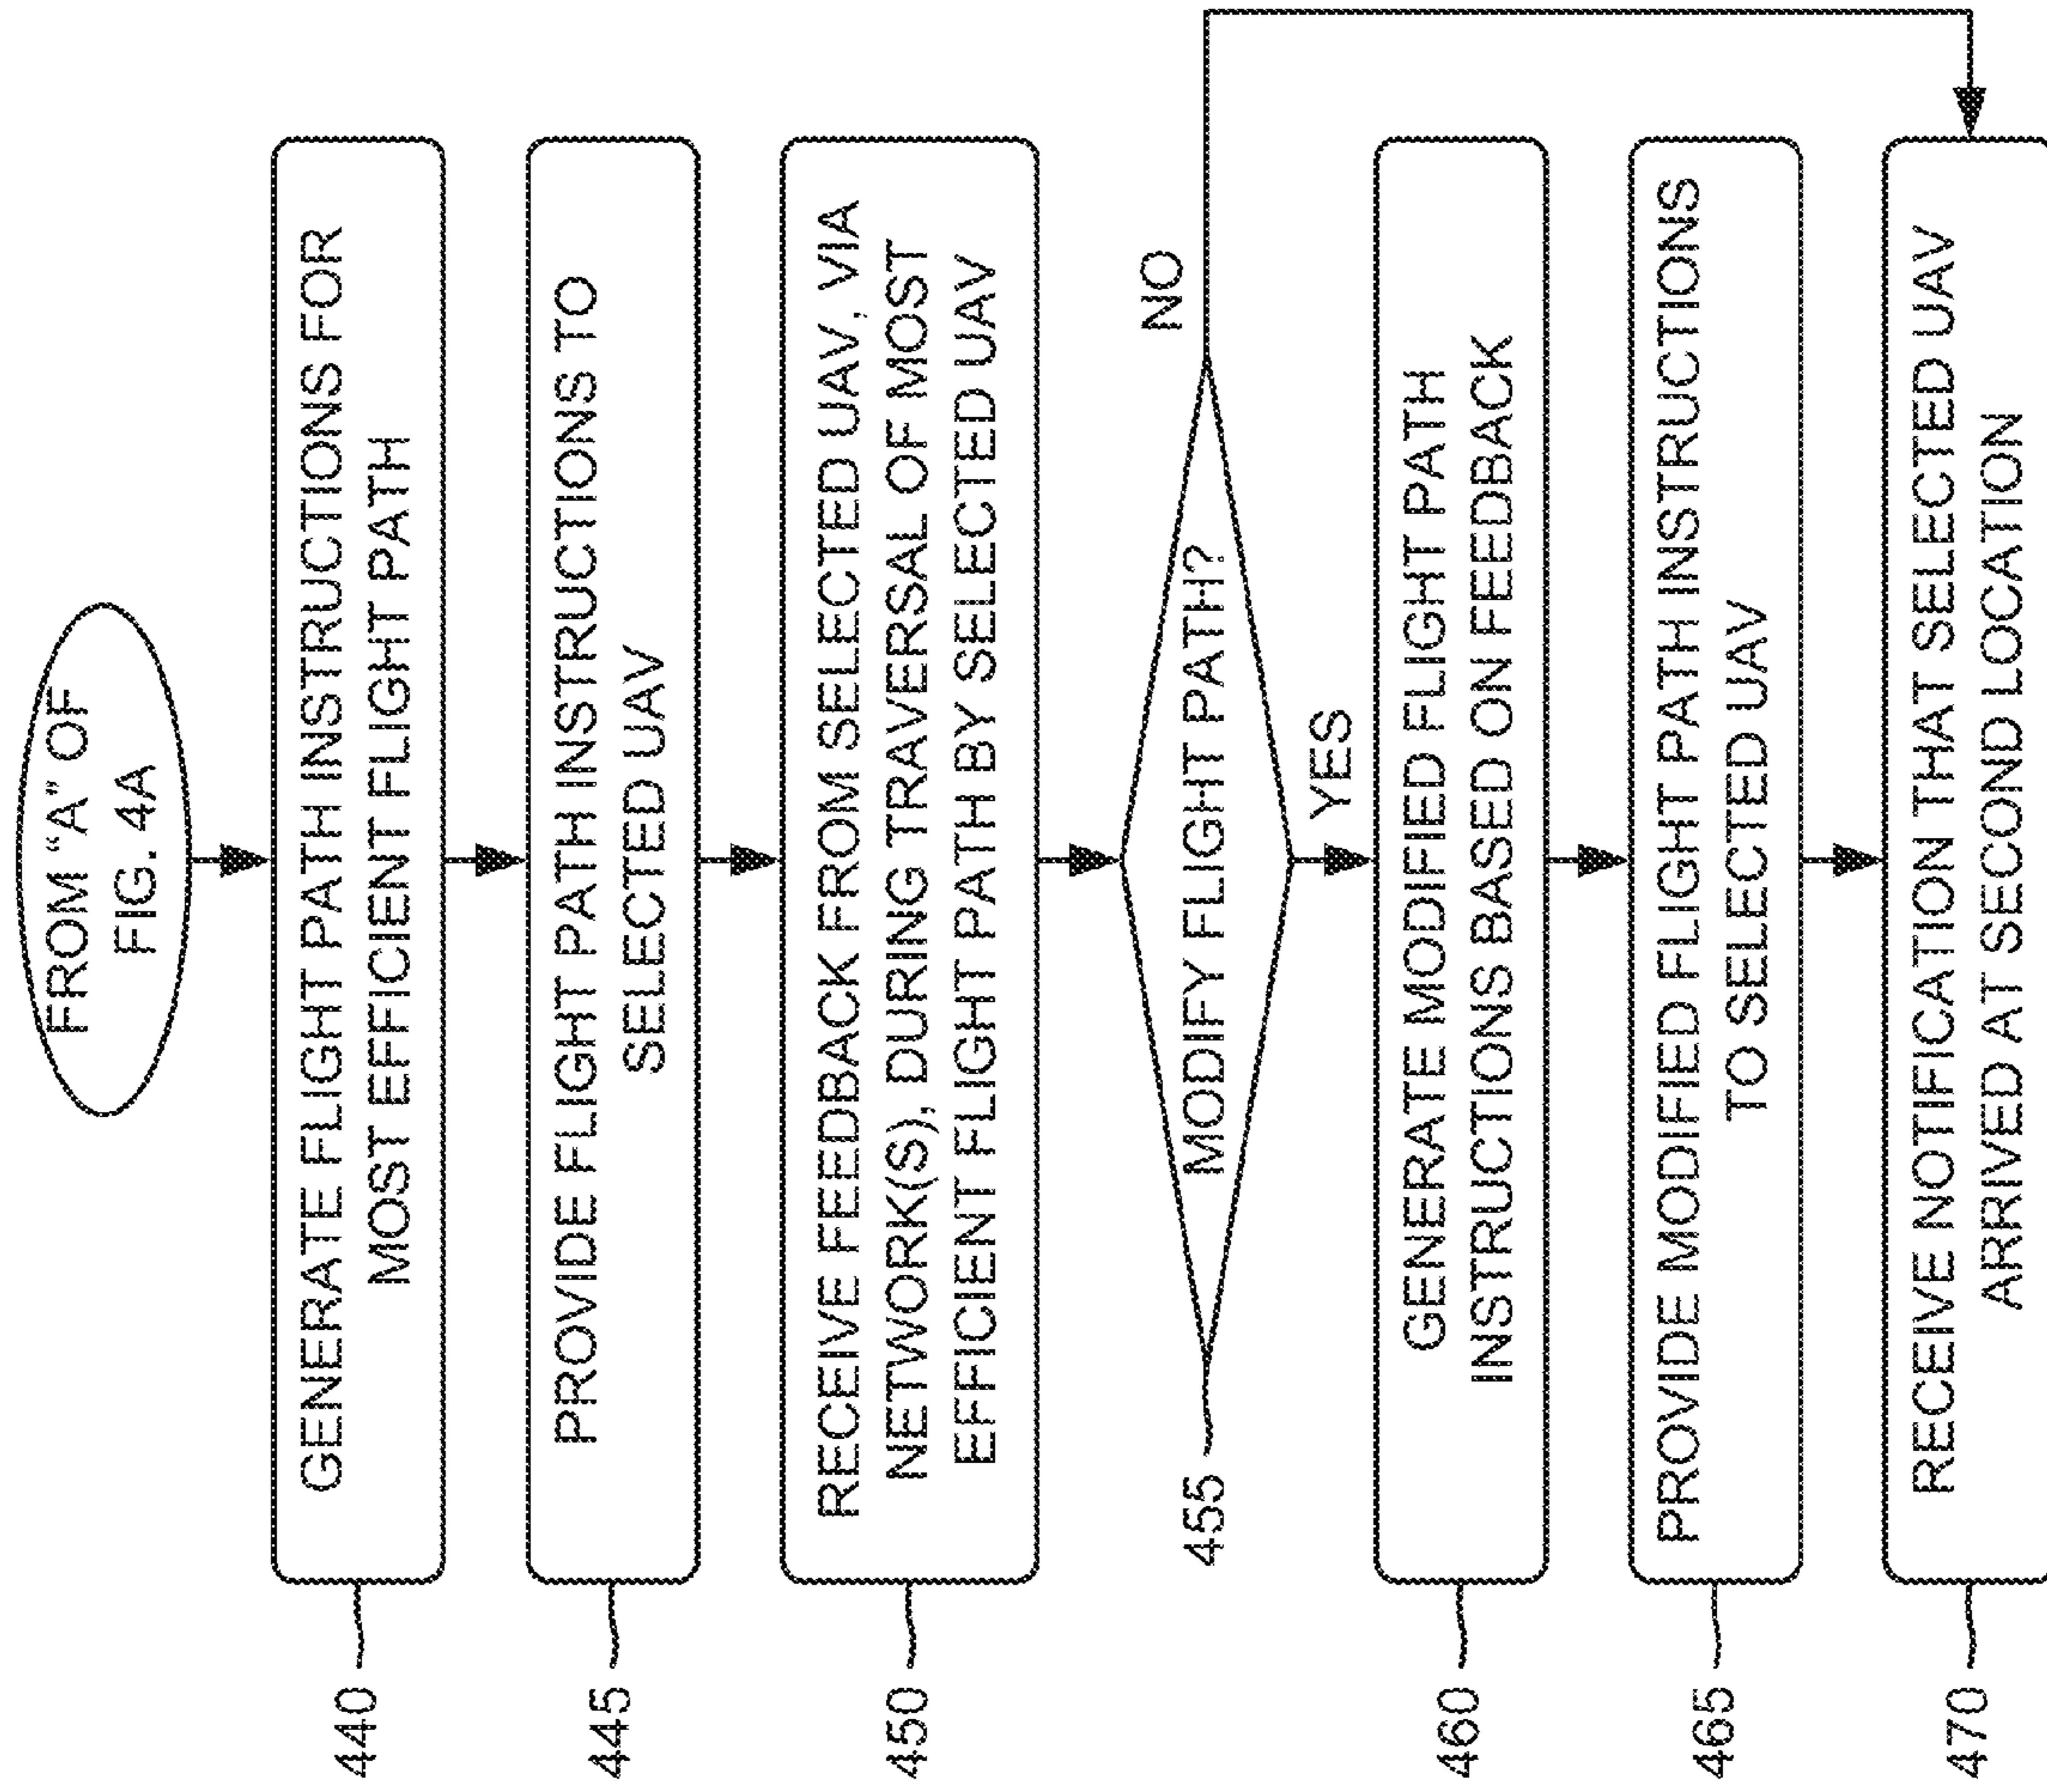 FROM “A” OF
FIG. 4A
440
GENERATE FLIGHT PATH INSTRUCTIONS FOR
MOST EFFICIENT FLIGHT PATH
445
PROVIDE FLIGHT PATH INSTRUCTIONS TO
SELECTED UAV
450
RECEIVE FEEDBACK FROM SELECTED UAV, VIA
NETWORK(S), DURING TRAVERSAL OF MOST
EFFICIENT FLIGHT PATH BY SELECTED UAV
455
MODIFY FLIGHT PATH?
NO
YES
460
GENERATE MODIFIED FLIGHT PATH
INSTRUCTIONS BASED ON FEEDBACK
465
PROVIDE MODIFIED FLIGHT PATH INSTRUCTIONS
TO SELECTED UAV
470
RECEIVE NOTIFICATION THAT SELECTED UAV
ARRIVED AT SECOND LOCATION